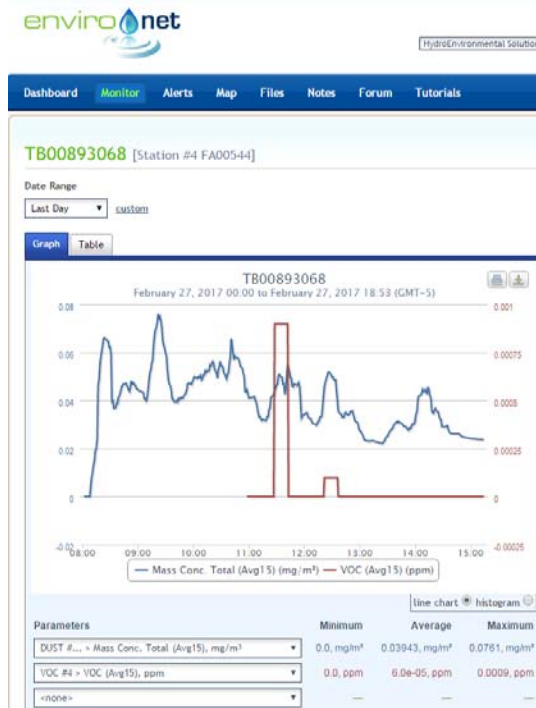 environet
HydroEnvironmental Solution
Dashboard Monitor Alerts Map Files Notes Forum Tutorials
TB00893068 [Station #4 FA00544]
Date Range
Last Day custom
Graph Table
TB00893068
February 27, 2017 00:00 to February 27, 2017 18:53 (GMT-5)
0.08 0.001
0.06 0.00075
0.04 0.0005
0.02 0.00025
0 0
-0.02 -0.00025
08:00 09:00 10:00 11:00 12:00 13:00 14:00 15:00
Mass Conc. Total (Avg15) (mg/m³) VOC (Avg15) (ppm)
line chart histogram
Parameters Minimum Average Maximum
DUST #... > Mass Conc. Total (Avg15), mg/m³ 0.0, mg/m³ 0.03943, mg/m³ 0.0761, mg/m³
VOC #4 > VOC (Avg15), ppm 0.0, ppm 6.0e-05, ppm 0.0009, ppm
<none> — — —